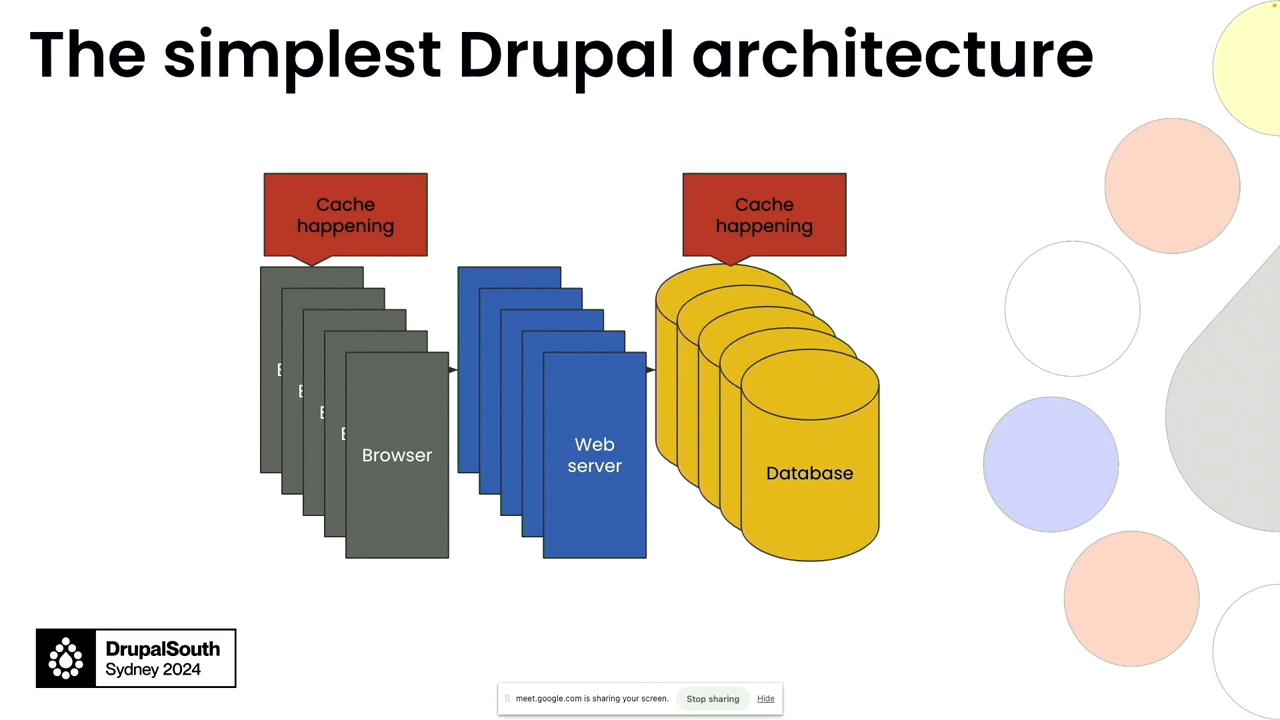 The simplest Drupal architecture
Cache
happening
Cache
happening
Browser
Web
server
Database
DrupalSouth
Sydney 2024
meet.google.com is sharing your screen.
Stop sharing
Hide